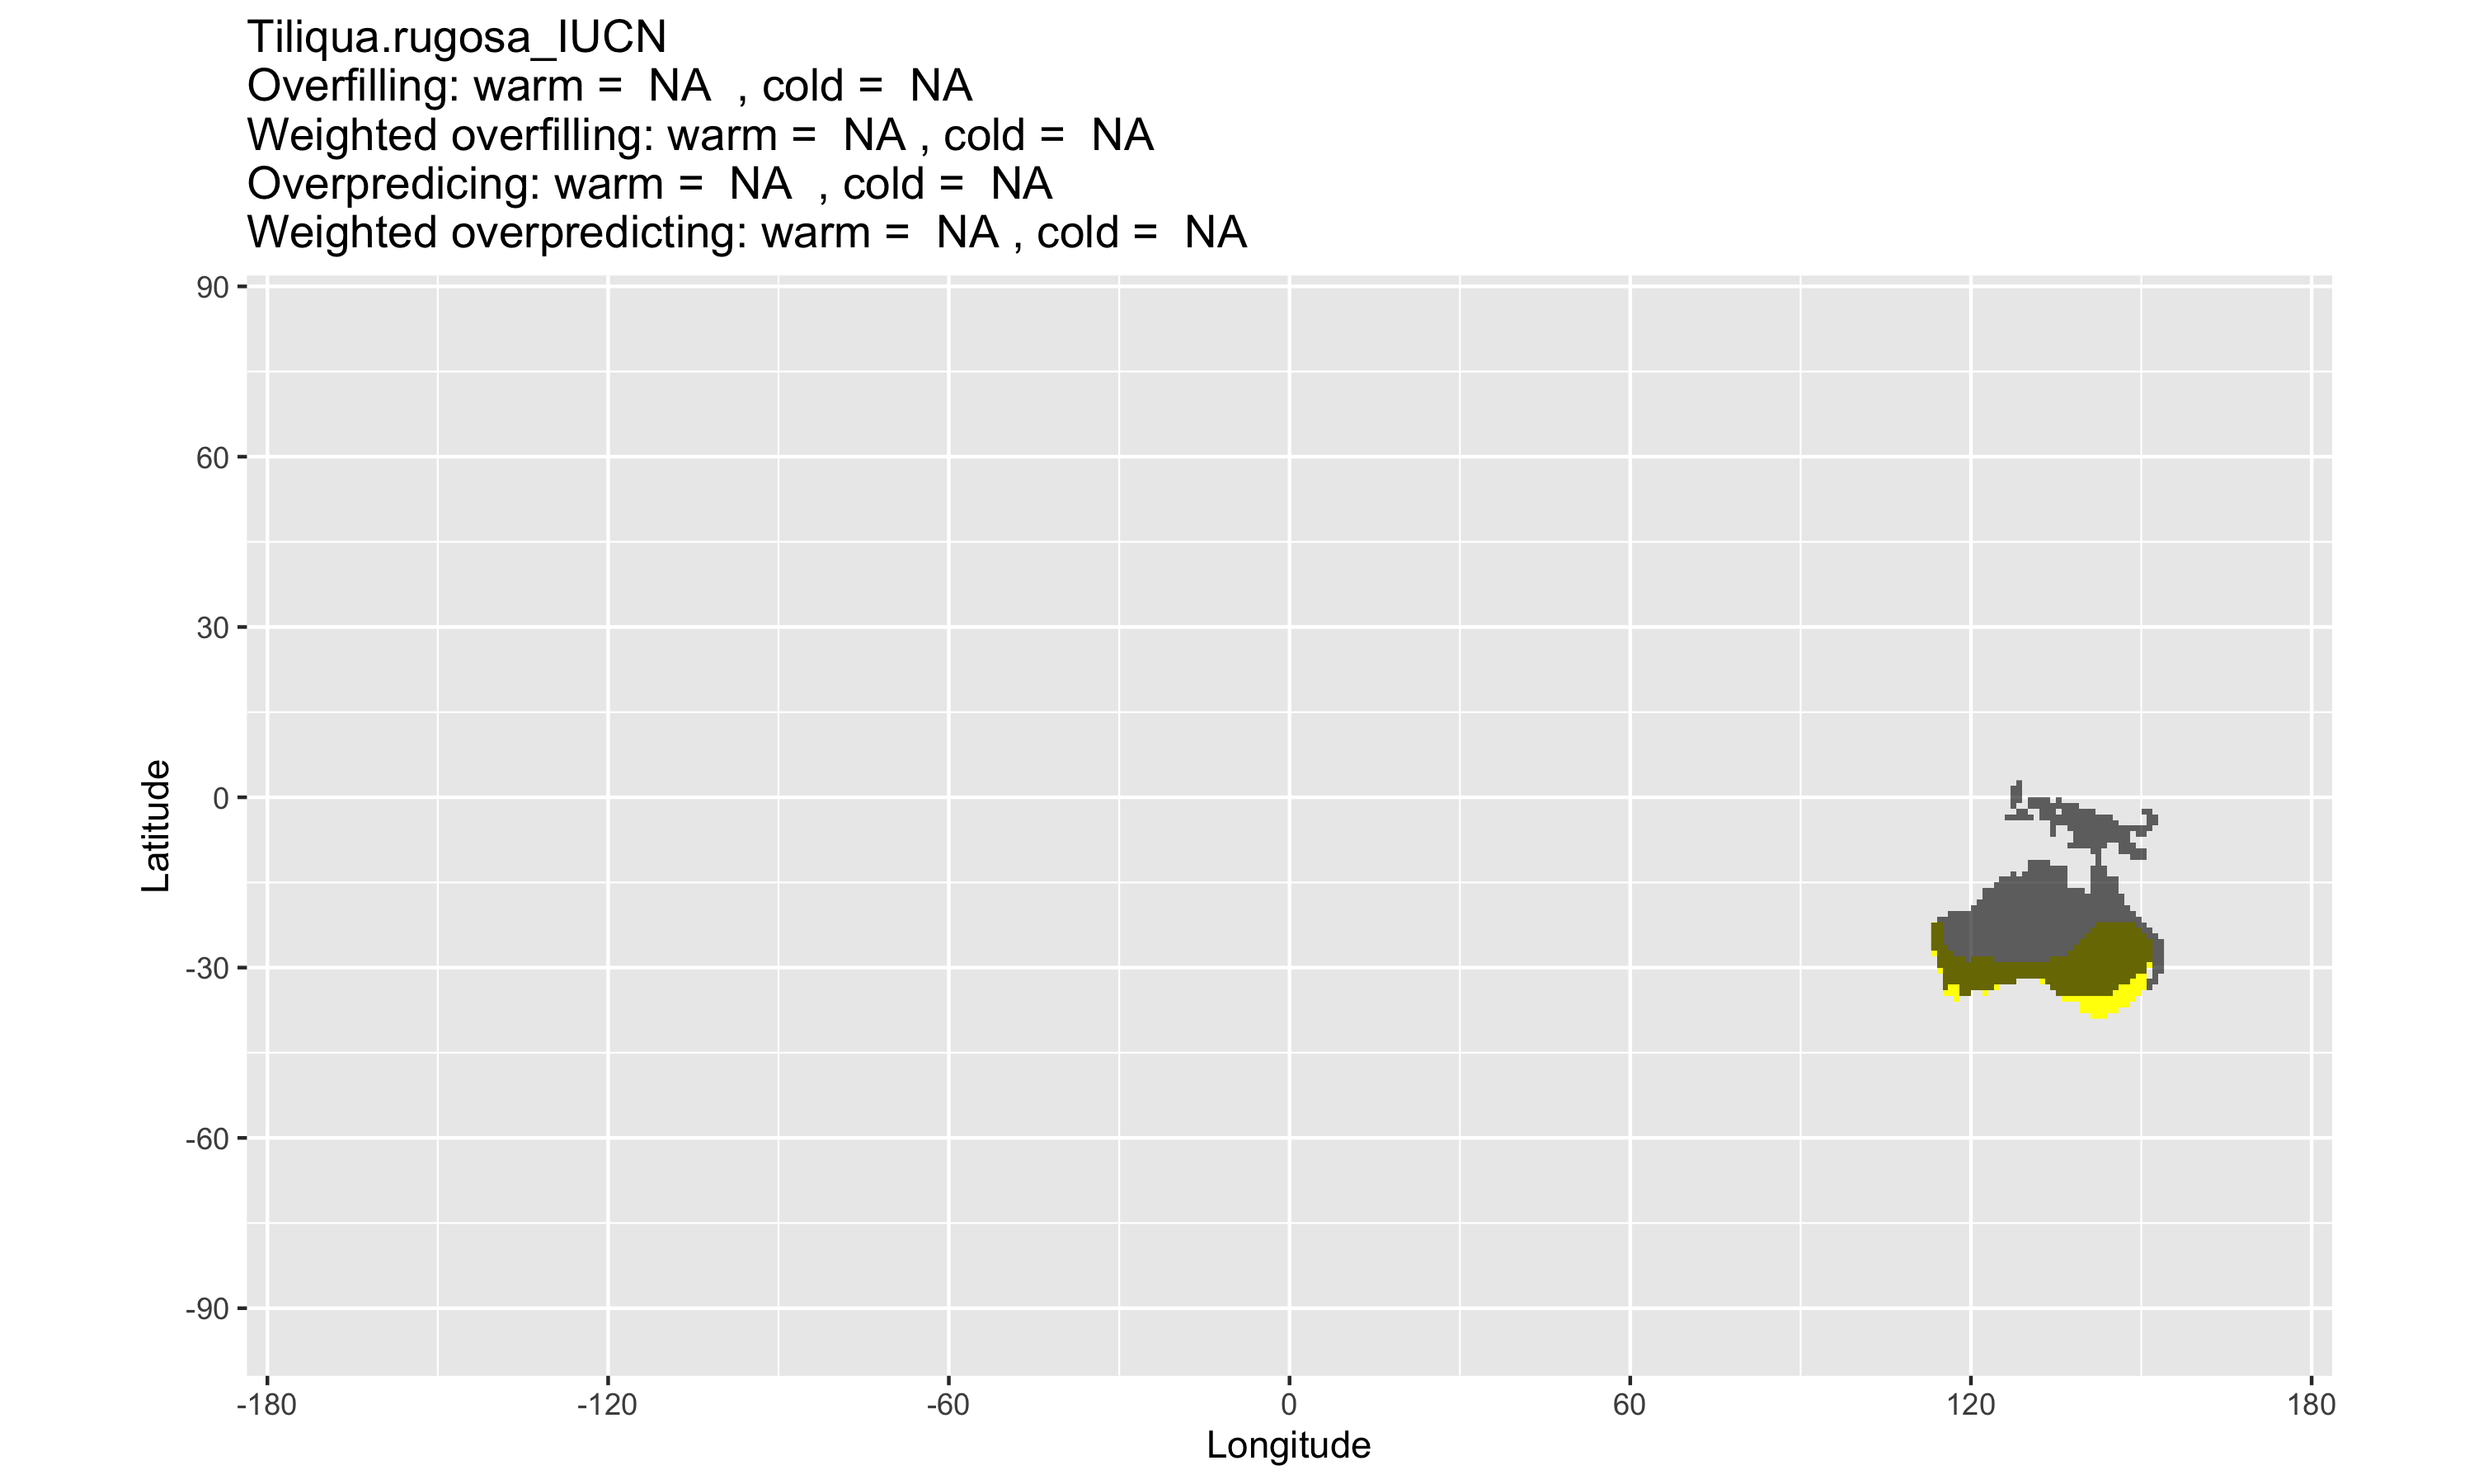 Tiliqua.rugosa_IUCN
Overfilling: warm =  NA  , cold =  NA
Weighted overfilling: warm =  NA , cold =  NA
Overpredicing: warm =  NA  , cold =  NA
Weighted overpredicting: warm =  NA , cold =  NA
90
60
30
0
-30
-60
-90
Latitude
-180
-120
-60
0
60
120
180
Longitude